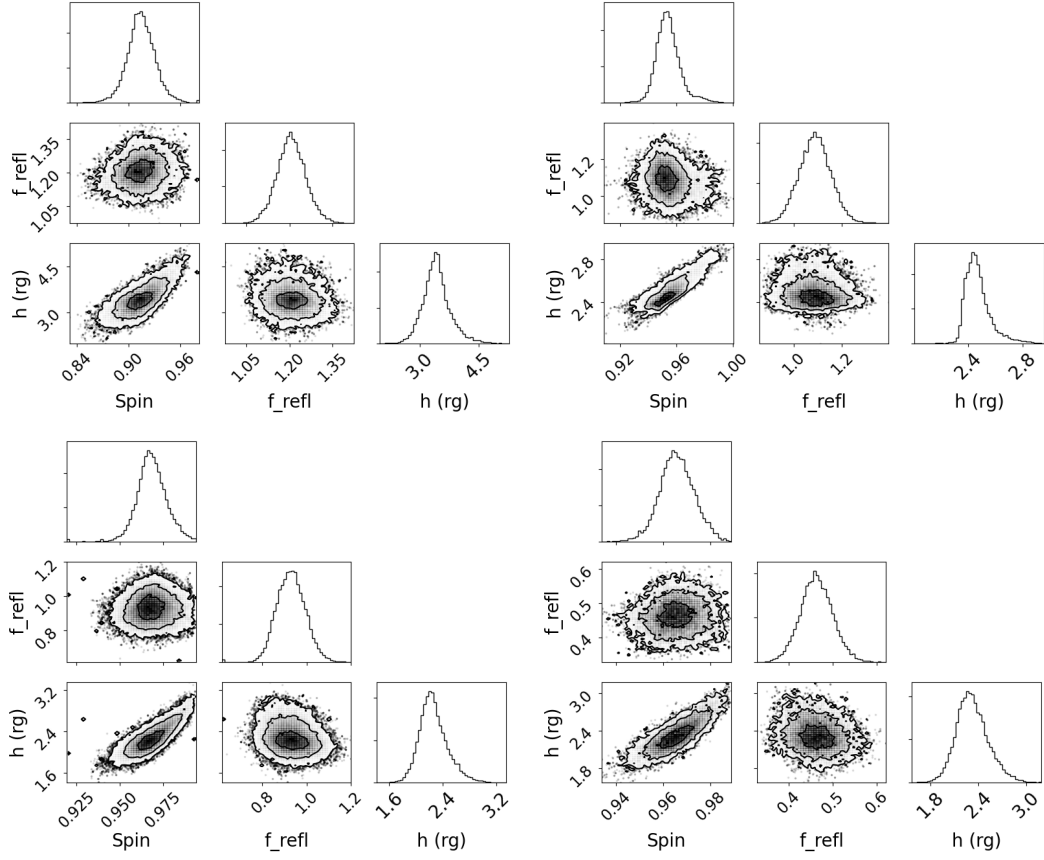 f_refl
1.35
1.20
1.05
h (rg)
4.5
3.0
0.84
0.90
0.96
Spin
1.05
1.20
1.35
f_refl
3.0
4.5
h (rg)
f_refl
1.2
1.0
h (rg)
2.8
2.4
0.92
0.96
1.00
Spin
1.0
1.2
f_refl
2.4
2.8
h (rg)
f_refl
1.2
1.0
0.8
h (rg)
3.2
2.4
1.6
0.925
0.950
0.975
Spin
0.8
1.0
1.2
f_refl
1.6
2.4
3.2
h (rg)
f_refl
0.6
0.5
0.4
h (rg)
3.0
2.4
1.8
0.94
0.96
0.98
Spin
0.4
0.5
0.6
f_refl
1.8
2.4
3.0
h (rg)